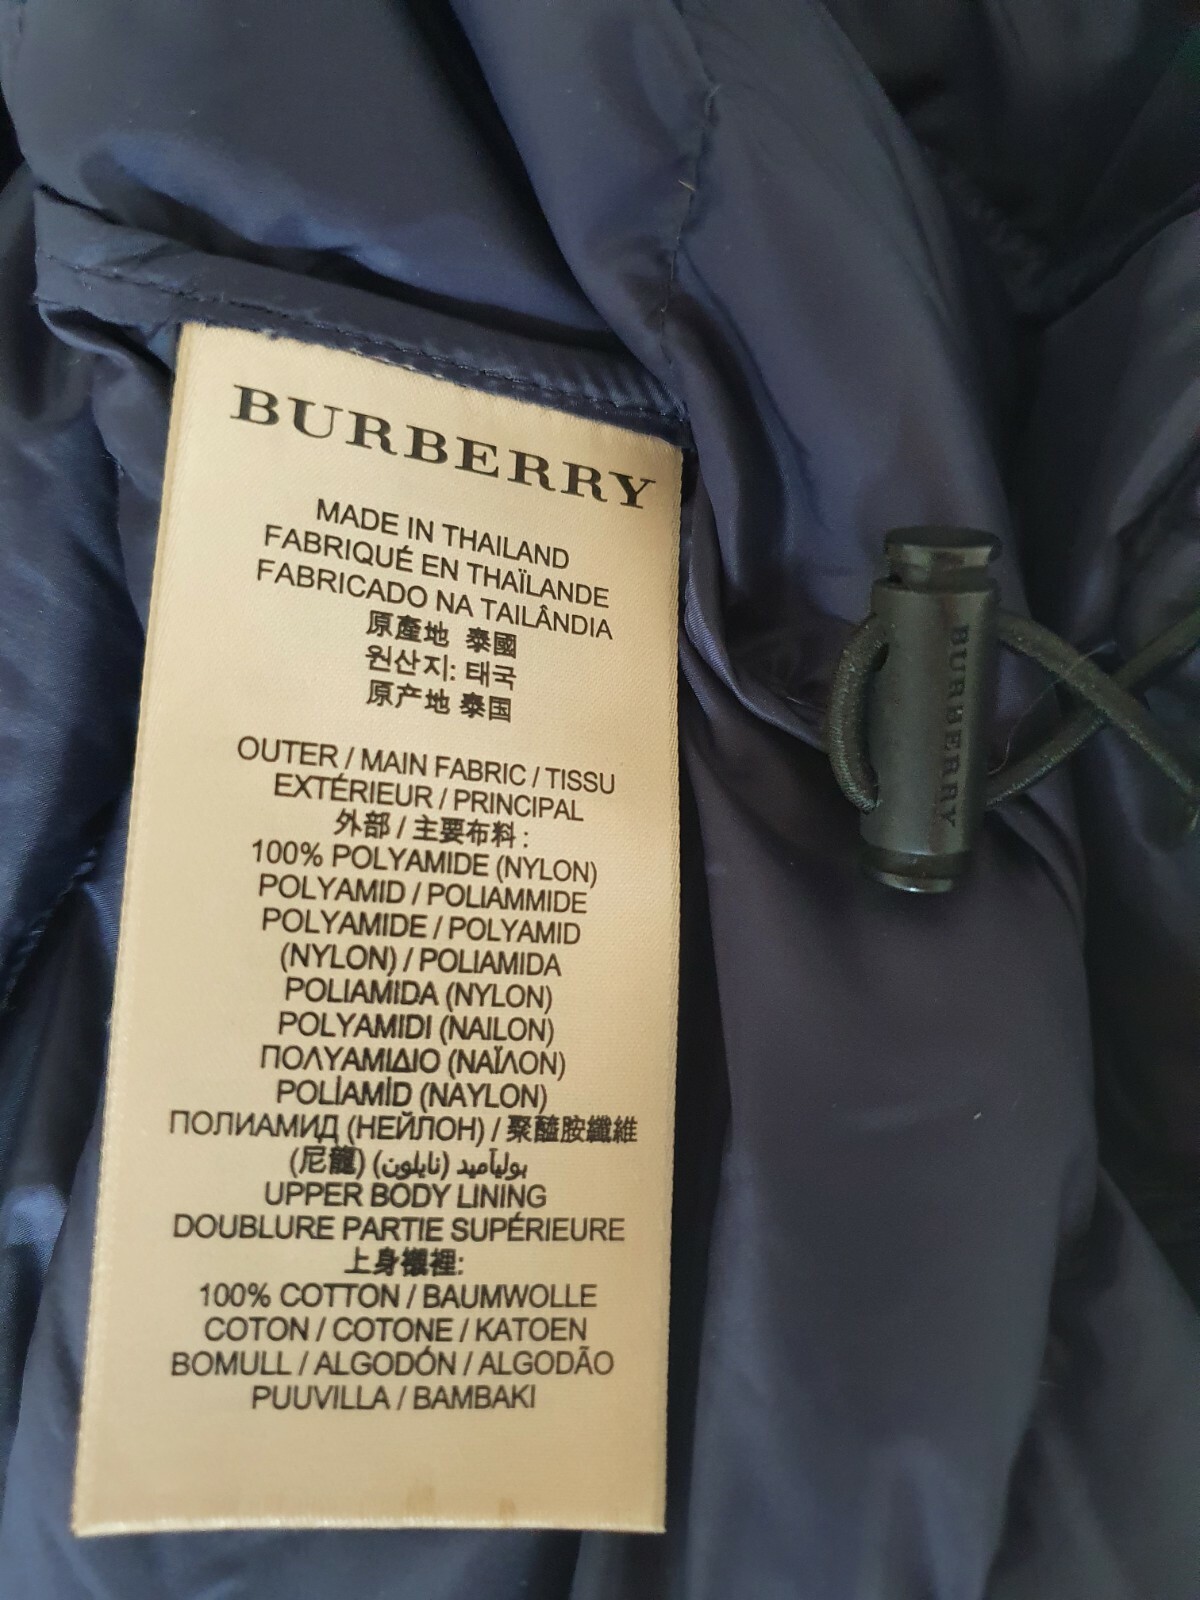 BURBERRY
MADE IN THAILAND
FABRIQUÉ EN THAÏLANDE
FABRICADO NA TAILÂNDIA
原產地 泰國
원산지: 태국
原产地 泰国
OUTER / MAIN FABRIC / TISSU
EXTÉRIEUR / PRINCIPAL
外部 / 主要布料 :
100% POLYAMIDE (NYLON)
POLYAMID / POLIAMMIDE
POLYAMIDE / POLYAMID
(NYLON) / POLIAMIDA
POLIAMIDA (NYLON)
POLYAMIDI (NAILON)
ΠΟΛΥΑΜΙΔΙΟ (ΝΑΪΛΟΝ)
POLİAMİD (NAYLON)
ПОЛИАМИД (НЕЙЛОН) / 聚醯胺纖維
(尼龍) بوليآميد (نايلون)
UPPER BODY LINING
DOUBLURE PARTIE SUPÉRIEURE
上身襯裡:
100% COTTON / BAUMWOLLE
COTON / COTONE / KATOEN
BOMULL / ALGODÓN / ALGODÃO
PUUVILLA / BAMBAKI
BURBERRY